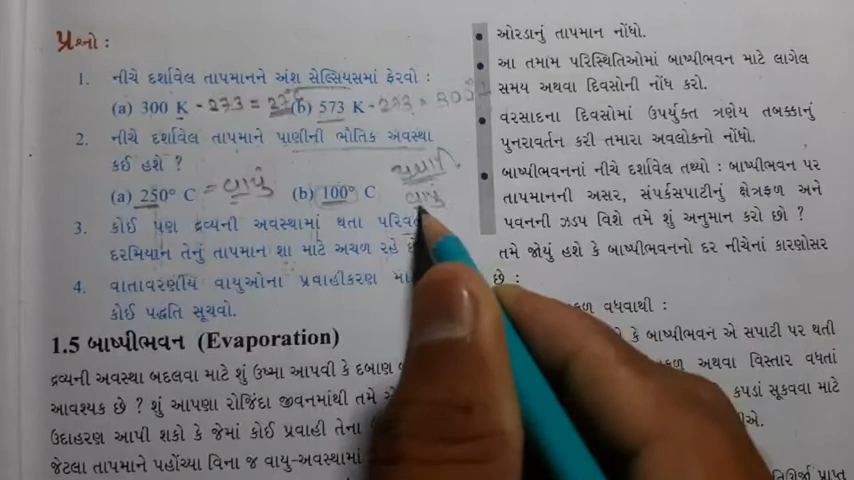 પ્રશ્નો :
1. નીચે દર્શાવેલ તાપમાનને અંશ સેલ્સિયસમાં ફેરવો :
(a) 300 K - 273 = 27°C (b) 573 K - 273 = 300°
2. નીચે દર્શાવેલ તાપમાને પાણીની ભૌતિક અવસ્થા
કઈ હશે ?
પ્રવાહી
(a) 250° C = વાયુ (b) 100° C વાયુ
3. કોઈ પણ દ્રવ્યની અવસ્થામાં થતા
દરમિયાન તેનું તાપમાન શા માટે અચળ રહે
4. વાતાવરણીય વાયુઓના પ્રવાહીકરણ
કોઈ પદ્ધતિ સૂચવો.
1.5 બાષ્પીભવન (Evaporation)
દ્રવ્યની અવસ્થા બદલવા માટે શું ઉષ્મા આપવી કે દબાણ
આવશ્યક છે ? શું આપણા રોજિંદા જીવનમાંથી તમે
ઉદાહરણ આપી શકો કે જેમાં કોઈ પ્રવાહી તેના
જેટલા તાપમાને પહોંચ્યા વિના જ વાયુ-અવસ્થામાં
ઓરડાનું તાપમાન નોંધો.
આ તમામ પરિસ્થિતિઓમાં બાષ્પીભવન માટે લાગેલ
સમય અથવા દિવસોની નોંધ કરો.
વરસાદના દિવસોમાં ઉપર્યુક્ત ત્રણેય તબક્કાનું
પુનરાવર્તન કરી તમારા અવલોકનો નોંધો.
બાષ્પીભવનનાં નીચે દર્શાવેલ તથ્યો : બાષ્પીભવન પર
તાપમાનની અસર, સંપર્કસપાટીનું ક્ષેત્રફળ અને
પવનની ઝડપ વિશે તમે શું અનુમાન કરો છો ?
તમે જોયું હશે કે બાષ્પીભવનનો દર નીચેનાં કારણોસર
છે :
વધવાથી :
કે બાષ્પીભવન એ સપાટી પર થતી
અથવા વિસ્તાર વધતાં
કપડાં સૂકવવા માટે